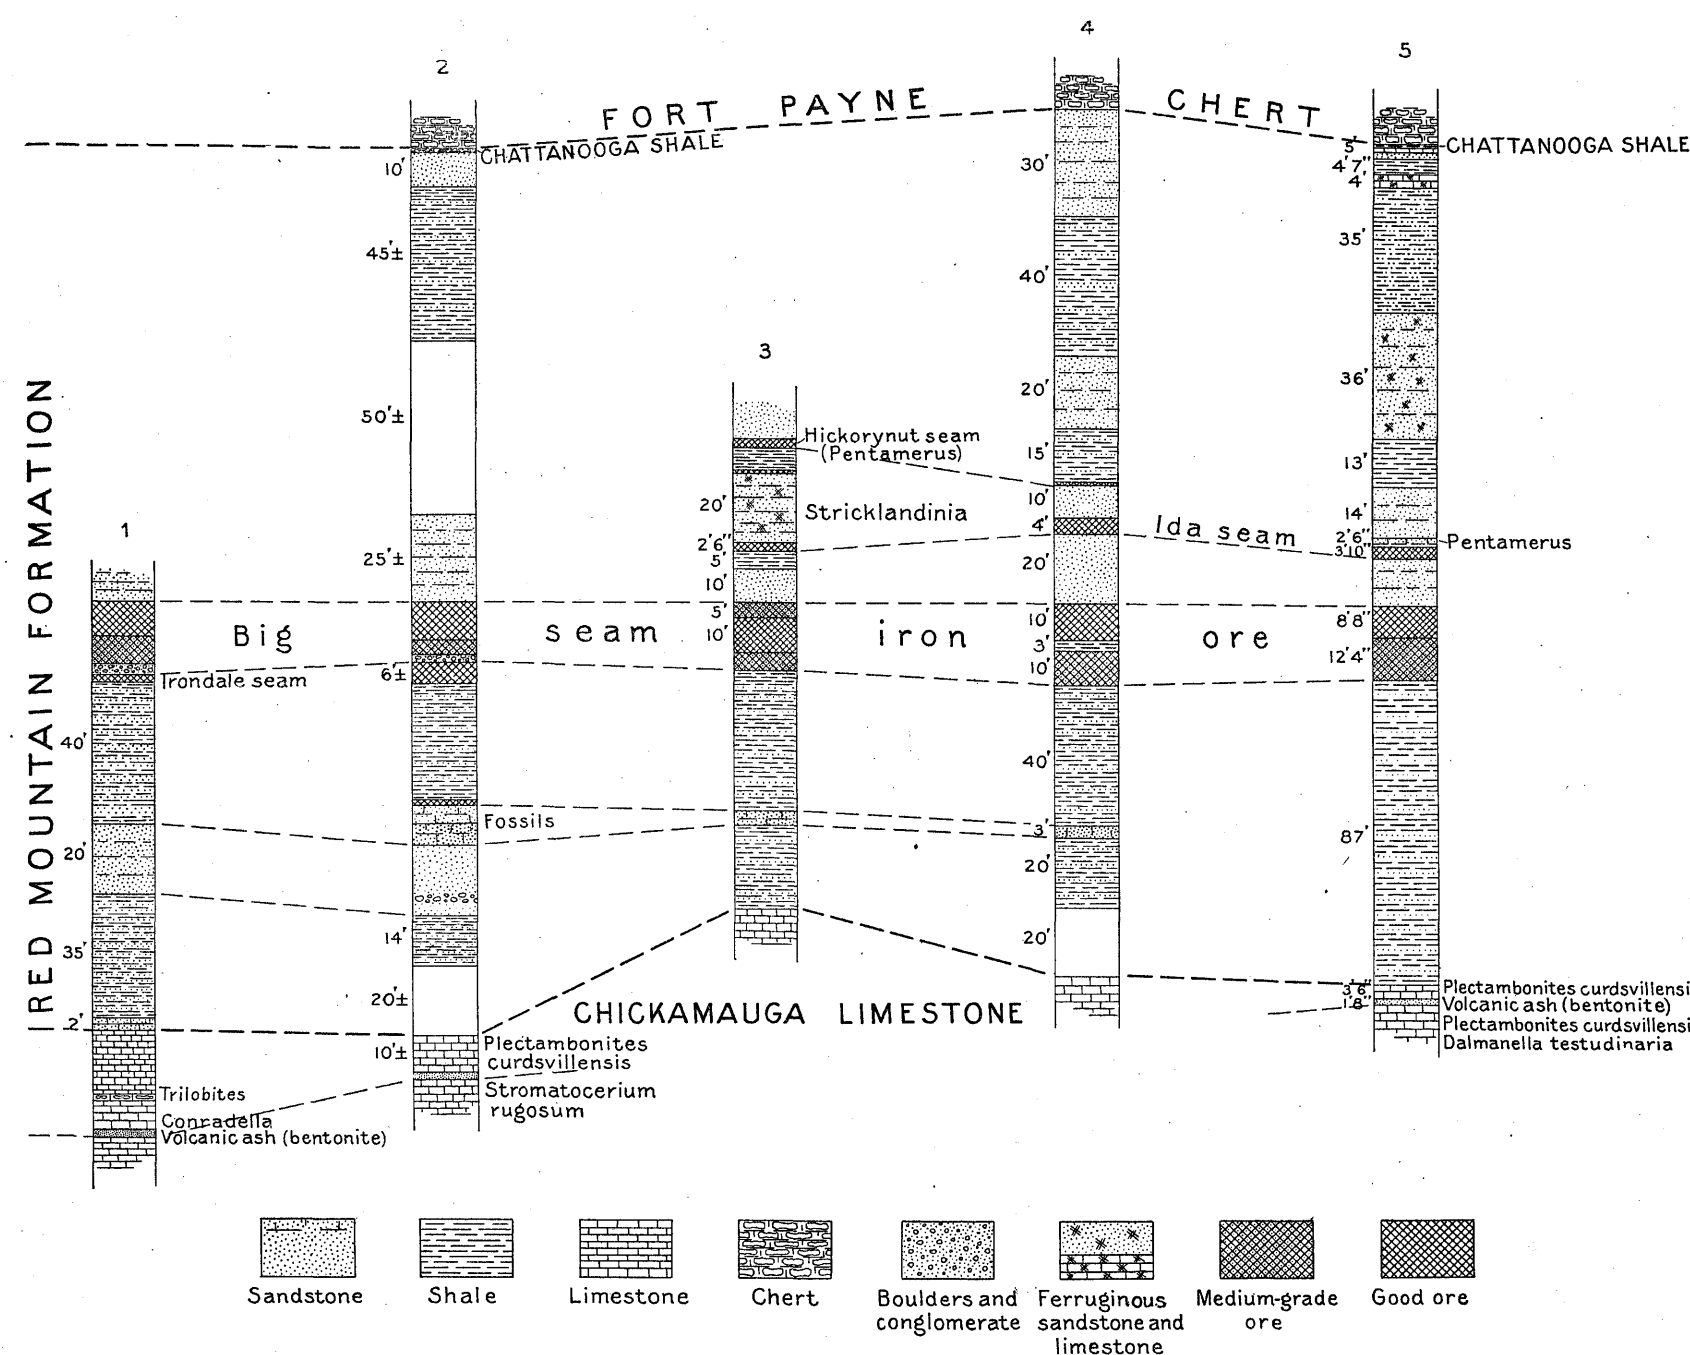 4
5
2
FORT PAYNE CHERT
CHATTANOOGA SHALE
5'
CHATTANOOGA SHALE
10'
30'
4'7"
4'
45'±
40'
35'
3
50'±
20'
36'
Hickorynut seam
(Pentamerus)
15'
13'
20'
Stricklandinia
10'
14'
1
4'
Ida seam
2'6"
2'6"
3'10"
Pentamerus
25'±
5'
20'
10'
RED MOUNTAIN FORMATION
5'
10'
8'8"
Big seam iron ore
10'
3'
12'4"
Irondale seam
6'±
10'
40'
40'
Fossils
3'
87'
20'
20'
35'
14'
20'
20'±
3'6"
Plectambonites curdsvillensi
2'
CHICKAMAUGA LIMESTONE
1'8"
Volcanic ash (bentonite)
Plectambonites curdsvillensi
Dalmanella testudinaria
10'±
Plectambonites
curdsvillensis
Trilobites
Stromatocerium
rugosum
Conradella
Volcanic ash (bentonite)
Sandstone
Shale
Limestone
Chert
Boulders and
conglomerate
Ferruginous
sandstone and
limestone
Medium-grade
ore
Good ore